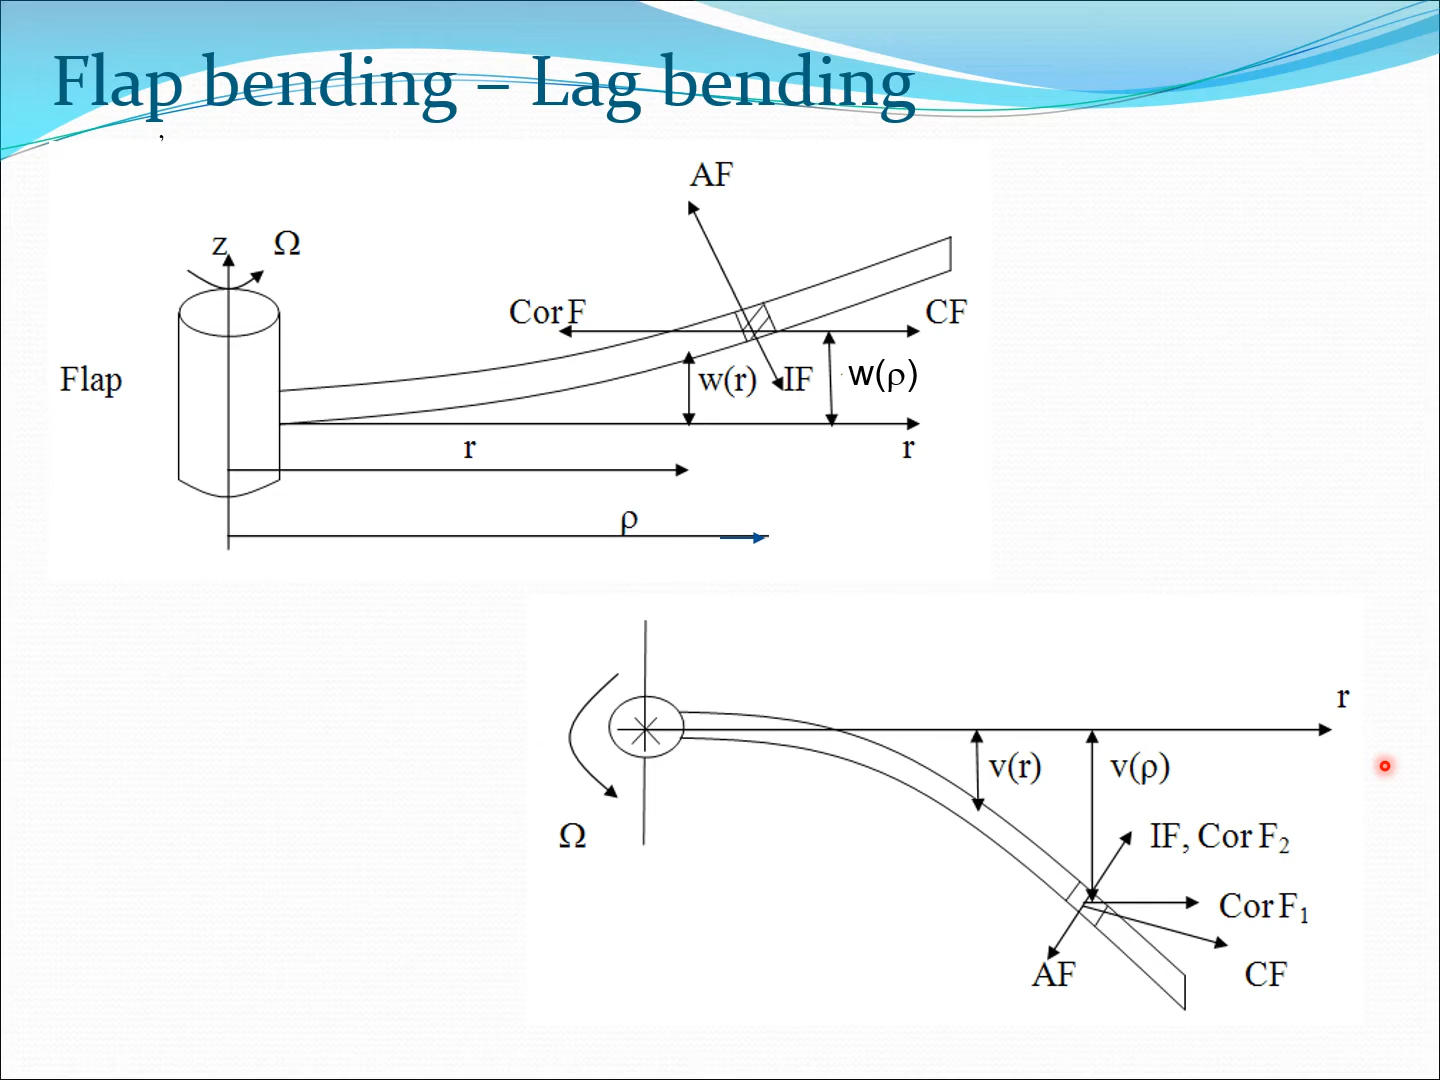 Flap bending – Lag bending
,
AF
z Ω
Cor F CF
Flap w(r) IF w(ρ)
r r
ρ
r
v(r) v(ρ)
Ω IF, Cor F₂
Cor F₁
AF CF